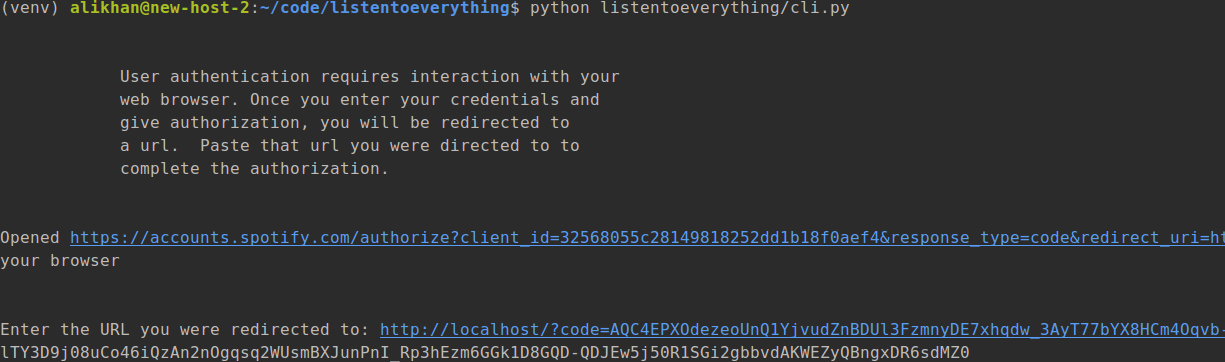 (venv) alikhan@new-host-2:~/code/listentoeverything$ python listentoeverything/cli.py
User authentication requires interaction with your
web browser. Once you enter your credentials and
give authorization, you will be redirected to
a url.  Paste that url you were directed to to
complete the authorization.
Opened https://accounts.spotify.com/authorize?client_id=32568055c28149818252dd1b18f0aef4&response_type=code&redirect_uri=ht
your browser
Enter the URL you were redirected to: http://localhost/?code=AQC4EPXOdezeoUnQ1YjvudZnBDUl3FzmnyDE7xhqdw_3AyT77bYX8HCm4Oqvb-
lTY3D9j08uCo46iQzAn2nOgqsq2WUsmBXJunPnI_Rp3hEzm6GGk1D8GQD-QDJEw5j50R1SGi2gbbvdAKWEZyQBngxDR6sdMZ0